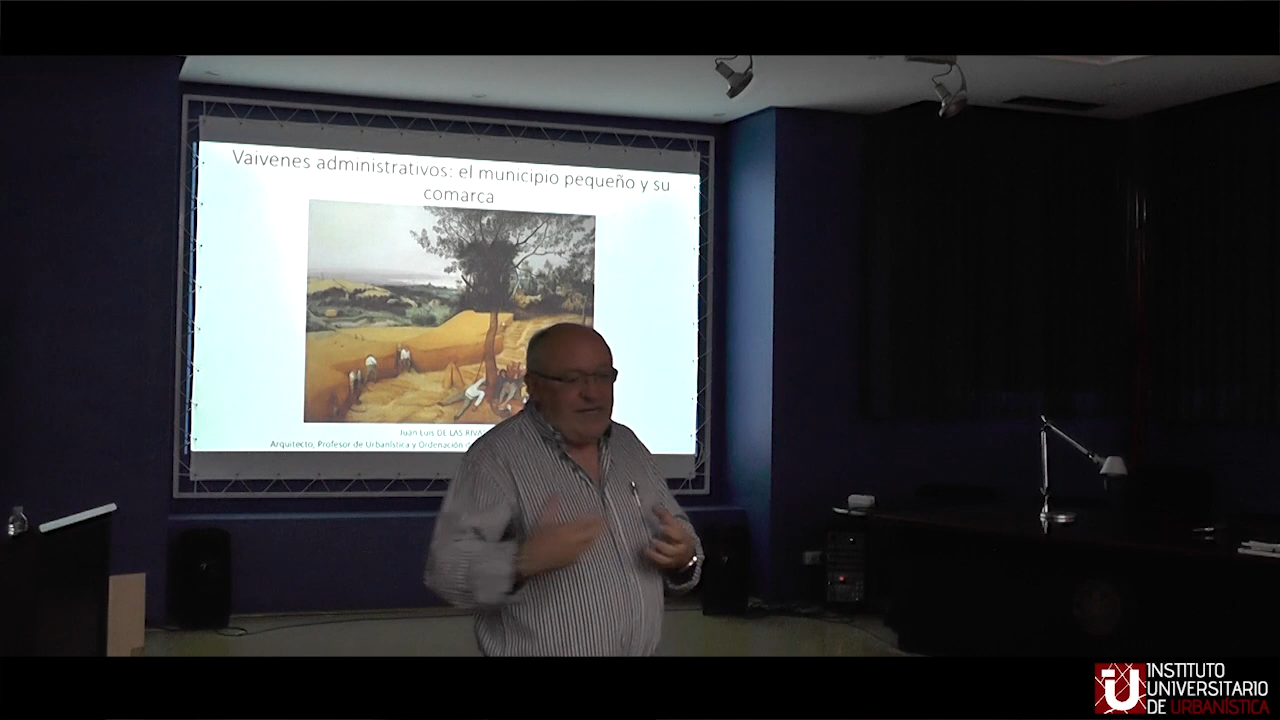 Vaivenes administrativos: el municipio pequeño y su
comarca
Juan Luis DE LAS RIVAS
Arquitecto, Profesor de Urbanística y Ordenación
INSTITUTO
UNIVERSITARIO
DE URBANÍSTICA